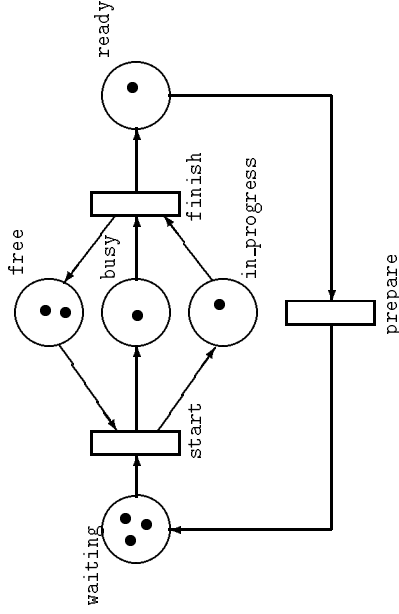 waiting
start
free
busy
in_progress
finish
ready
prepare